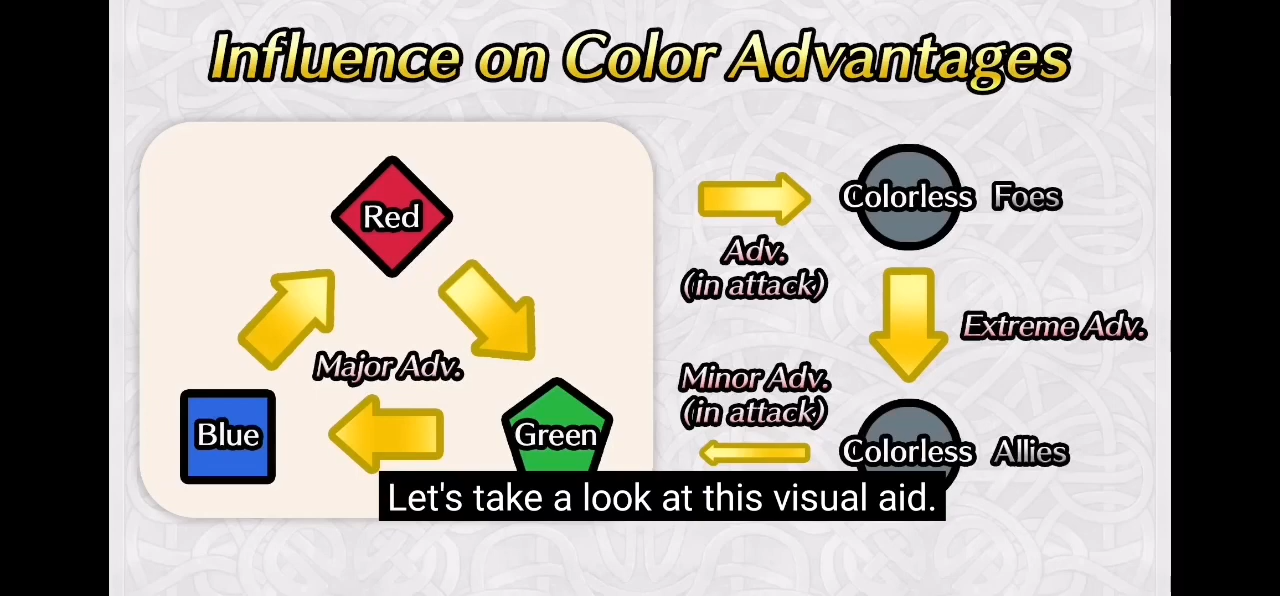 Influence on Color Advantages
Red
Colorless Foes
Adv.
(in attack)
Extreme Adv.
Major Adv.
Minor Adv.
(in attack)
Blue
Green
Colorless Allies
Let's take a look at this visual aid.